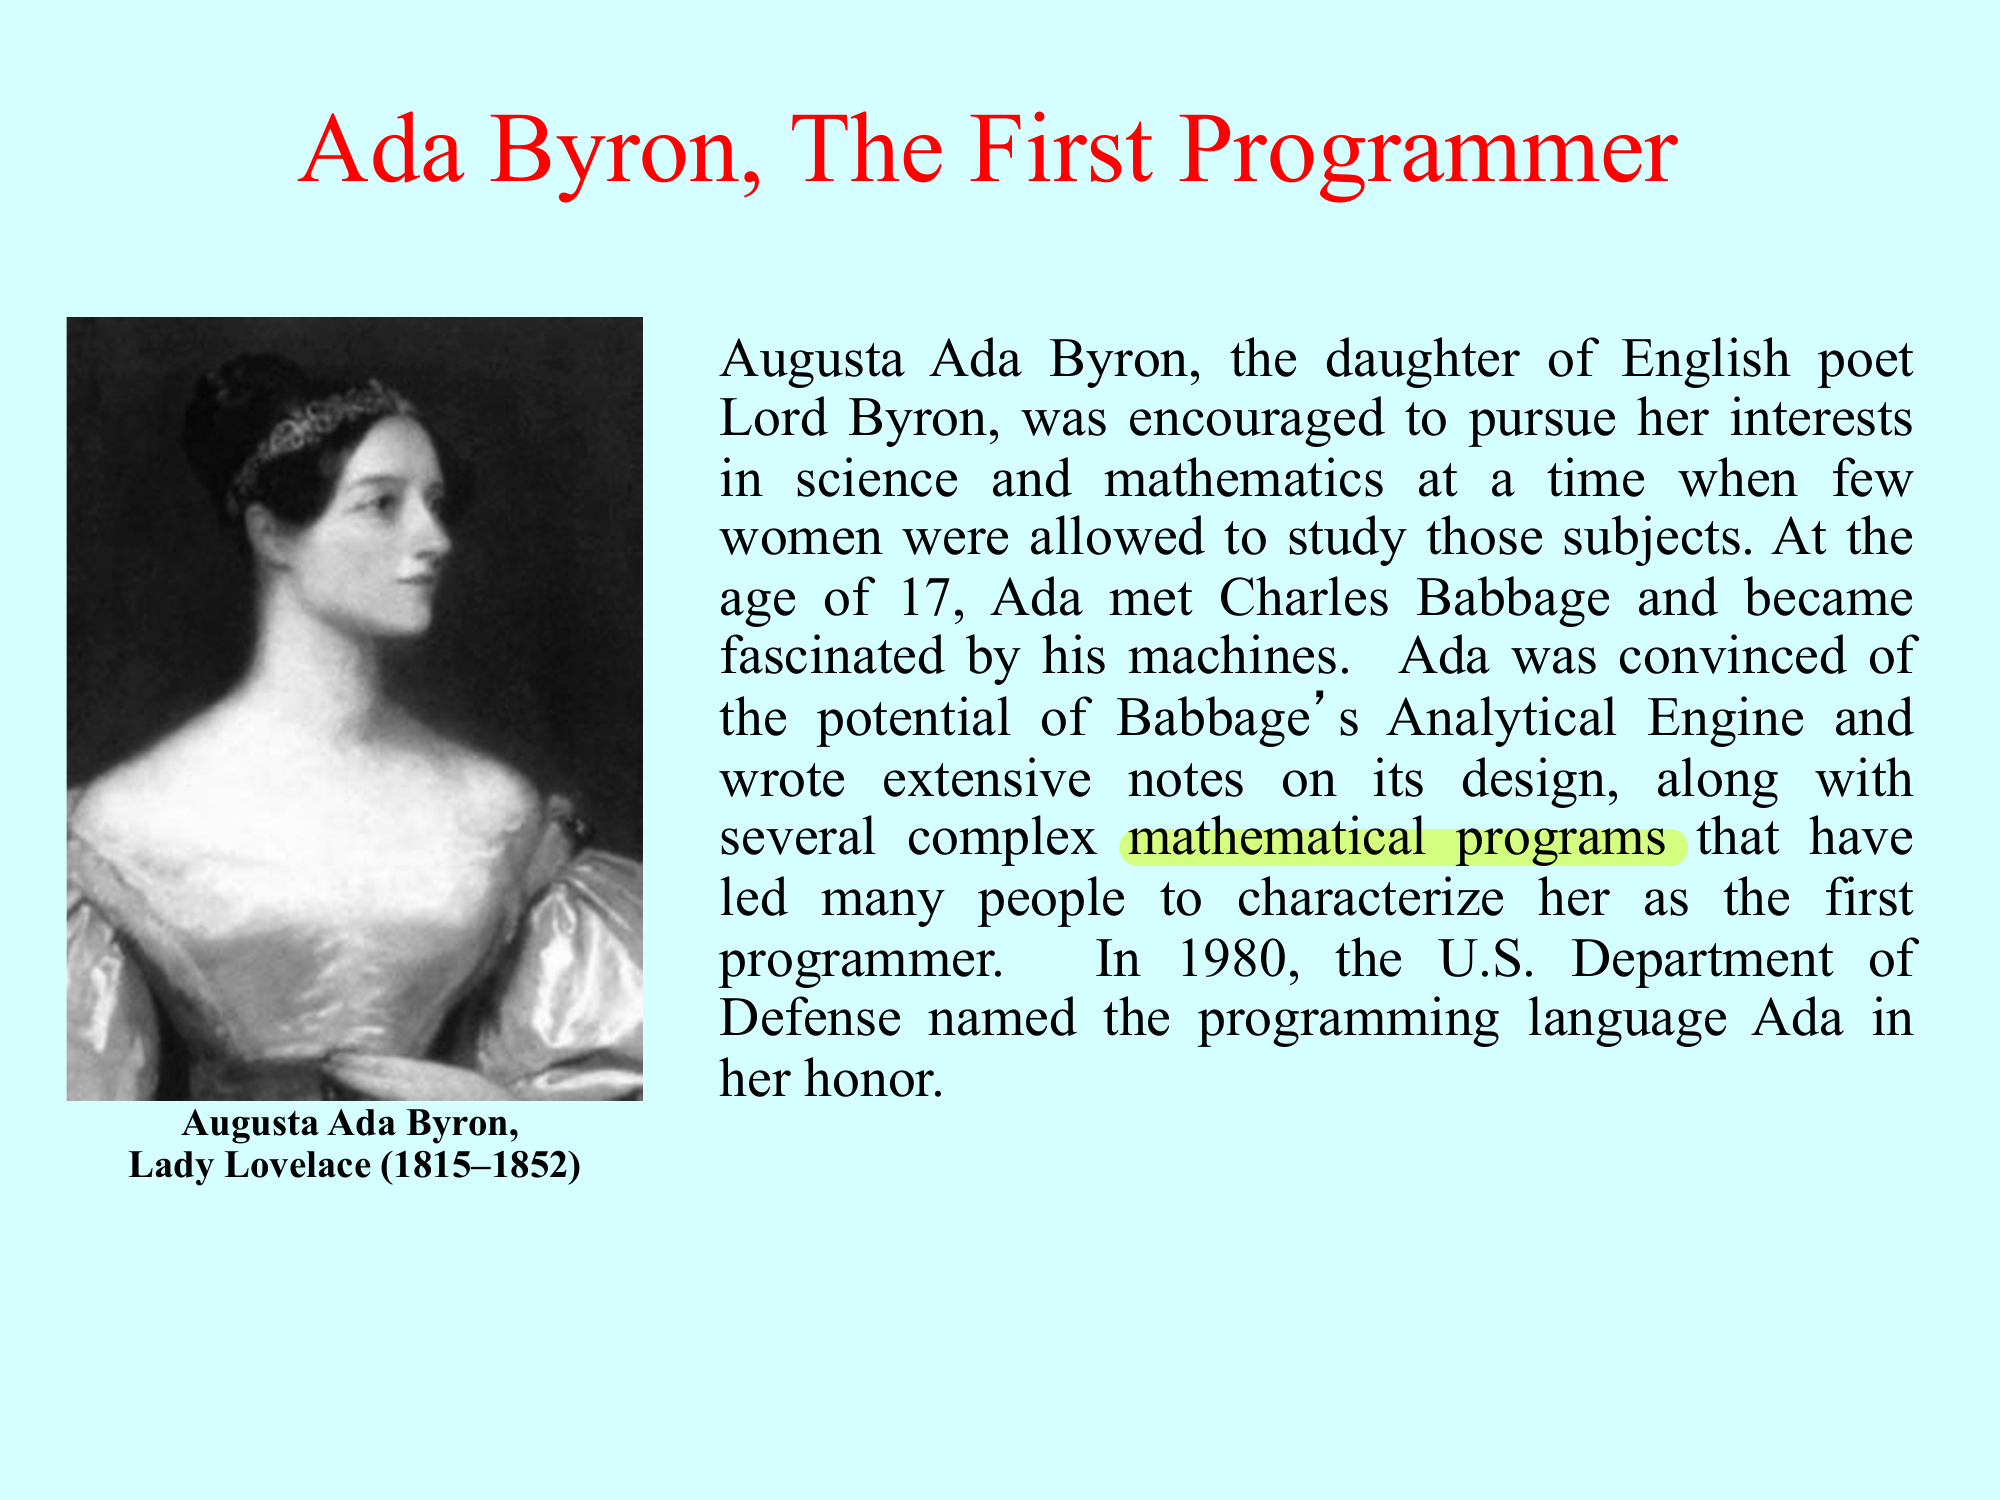 Ada Byron, The First Programmer
Augusta Ada Byron, the daughter of English poet
Lord Byron, was encouraged to pursue her interests
in science and mathematics at a time when few
women were allowed to study those subjects. At the
age of 17, Ada met Charles Babbage and became
fascinated by his machines. Ada was convinced of
the potential of Babbage’s Analytical Engine and
wrote extensive notes on its design, along with
several complex mathematical programs that have
led many people to characterize her as the first
programmer. In 1980, the U.S. Department of
Defense named the programming language Ada in
her honor.
Augusta Ada Byron,
Lady Lovelace (1815–1852)